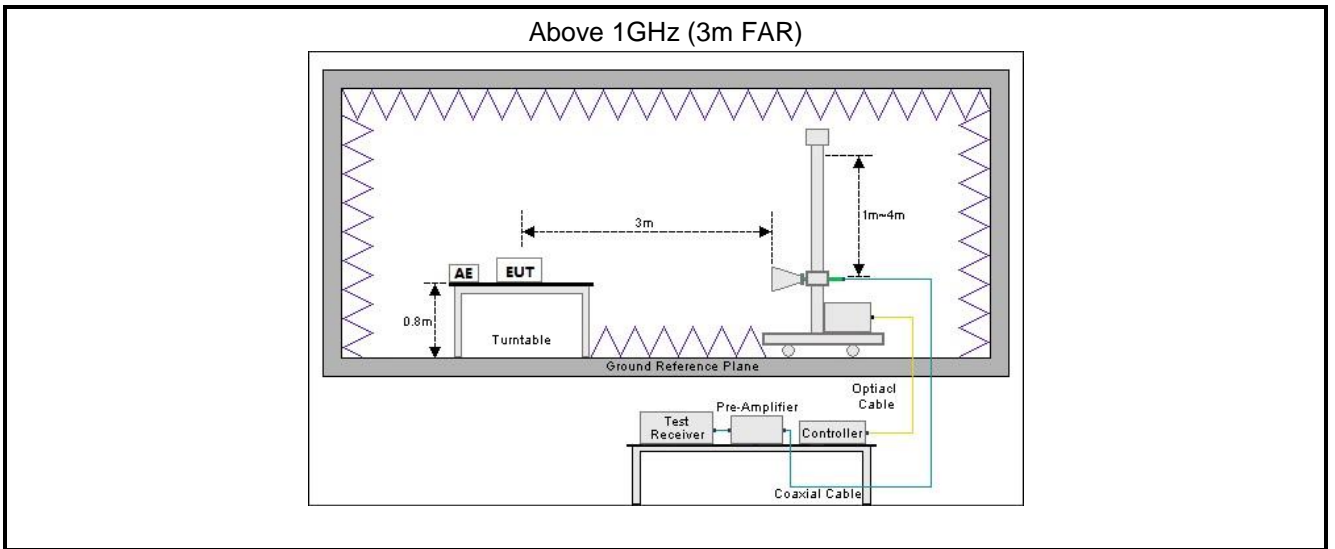 Above 1GHz (3m FAR)
1m~4m
3m
AE
EUT
0.8m
Turntable
Ground Reference Plane
Optiacl
Cable
Pre-Amplifier
Test
Receiver
Controller
Coaxial Cable